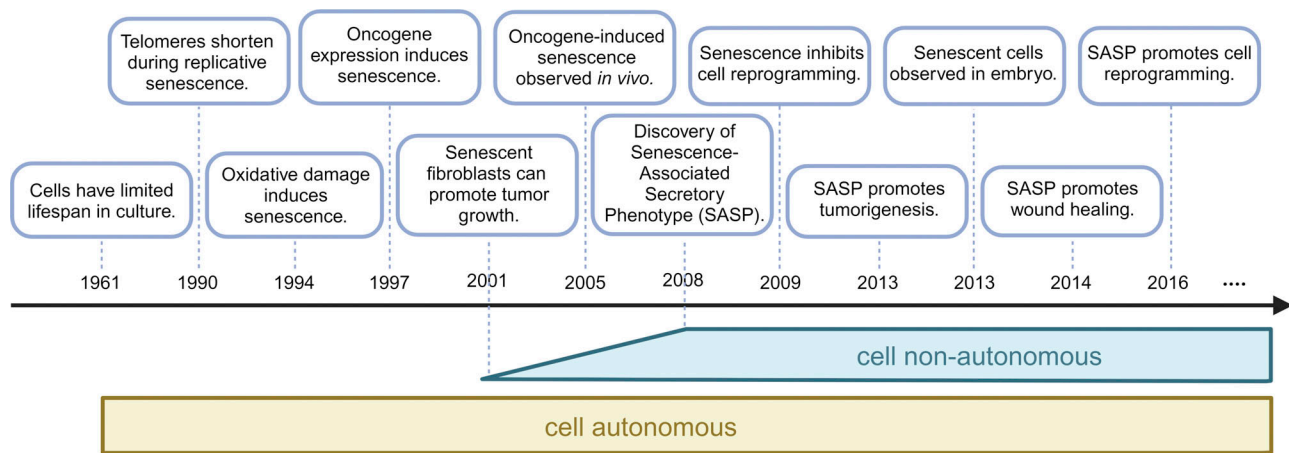 Telomeres shorten
during replicative
senescence.
Oncogene
expression induces
senescence.
Oncogene-induced
senescence
observed in vivo.
Senescence inhibits
cell reprogramming.
Senescent cells
observed in embryo.
SASP promotes cell
reprogramming.
Cells have limited
lifespan in culture.
Oxidative damage
induces
senescence.
Senescent
fibroblasts can
promote tumor
growth.
Discovery of
Senescence-
Associated
Secretory
Phenotype (SASP).
SASP promotes
tumorigenesis.
SASP promotes
wound healing.
1961 1990 1994 1997 2001 2005 2008 2009 2013 2013 2014 2016 ....
cell non-autonomous
cell autonomous